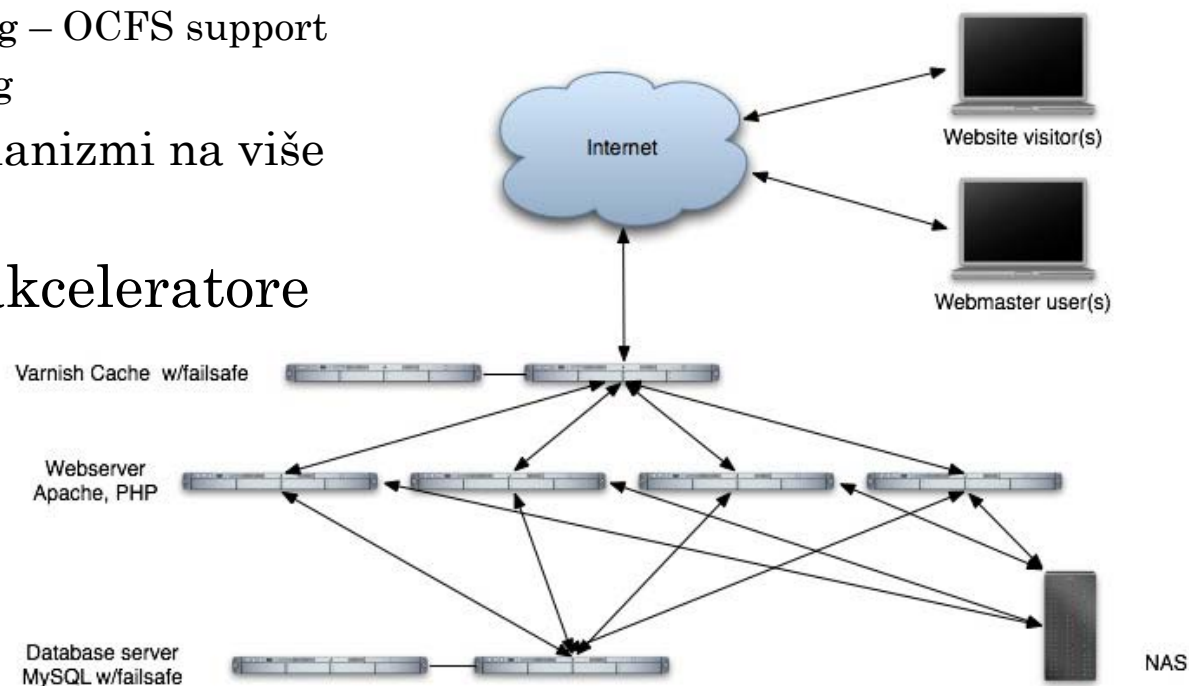 g – OCFS support
g
anizmi na više
kceleratore
Internet
Website visitor(s)
Webmaster user(s)
Varnish Cache w/failsafe
Webserver
Apache, PHP
Database server
MySQL w/failsafe
NAS